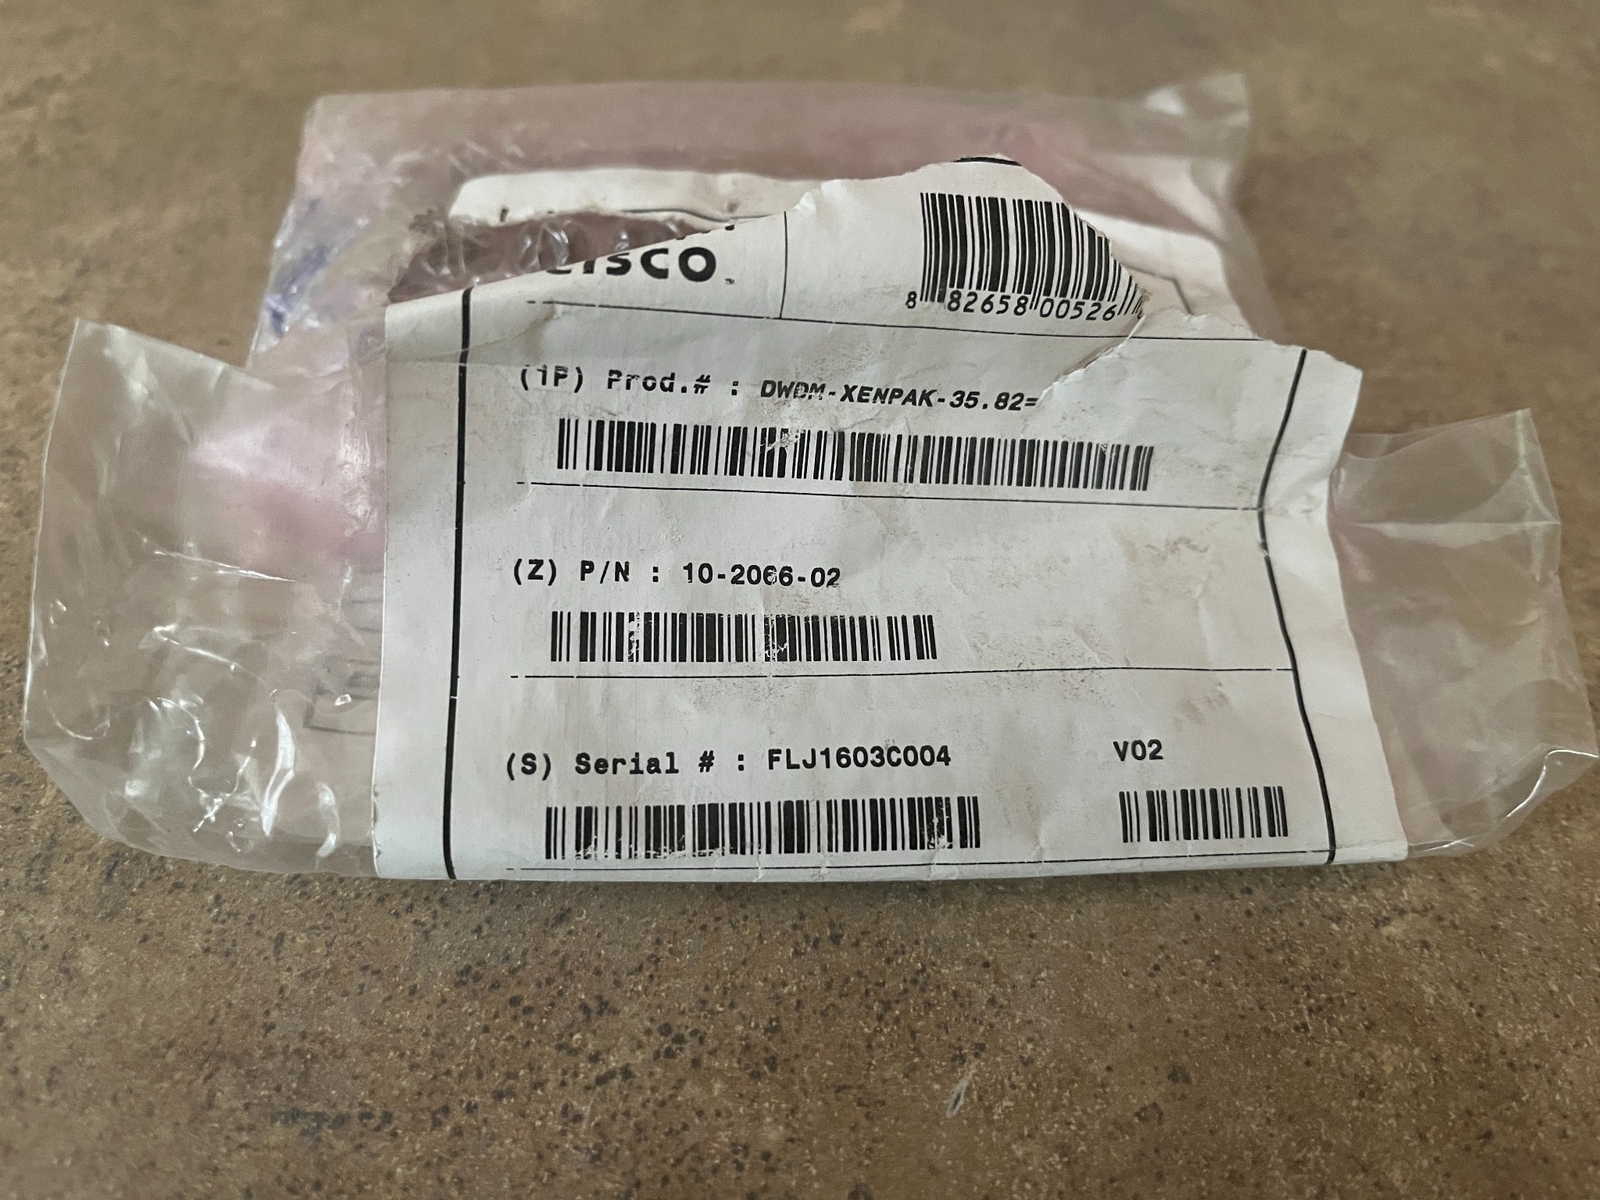 cisco
8 82658 00526
(1P) Prod.# : DWDM-XENPAK-35.82=
(Z) P/N : 10-2066-02
(S) Serial # : FLJ1603C004 V02